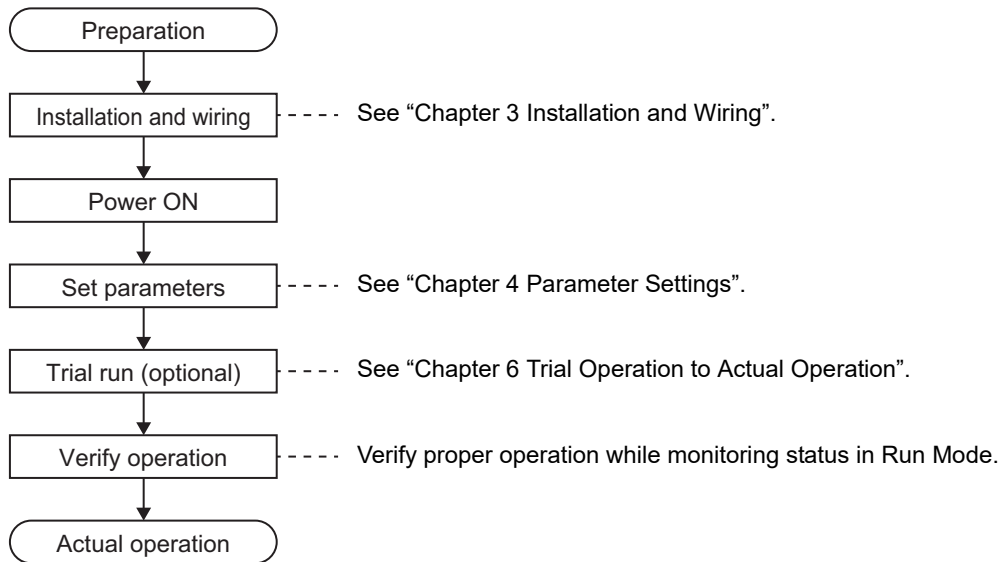 Preparation
Installation and wiring
See “Chapter 3 Installation and Wiring”.
Power ON
Set parameters
See “Chapter 4 Parameter Settings”.
Trial run (optional)
See “Chapter 6 Trial Operation to Actual Operation”.
Verify operation
Verify proper operation while monitoring status in Run Mode.
Actual operation